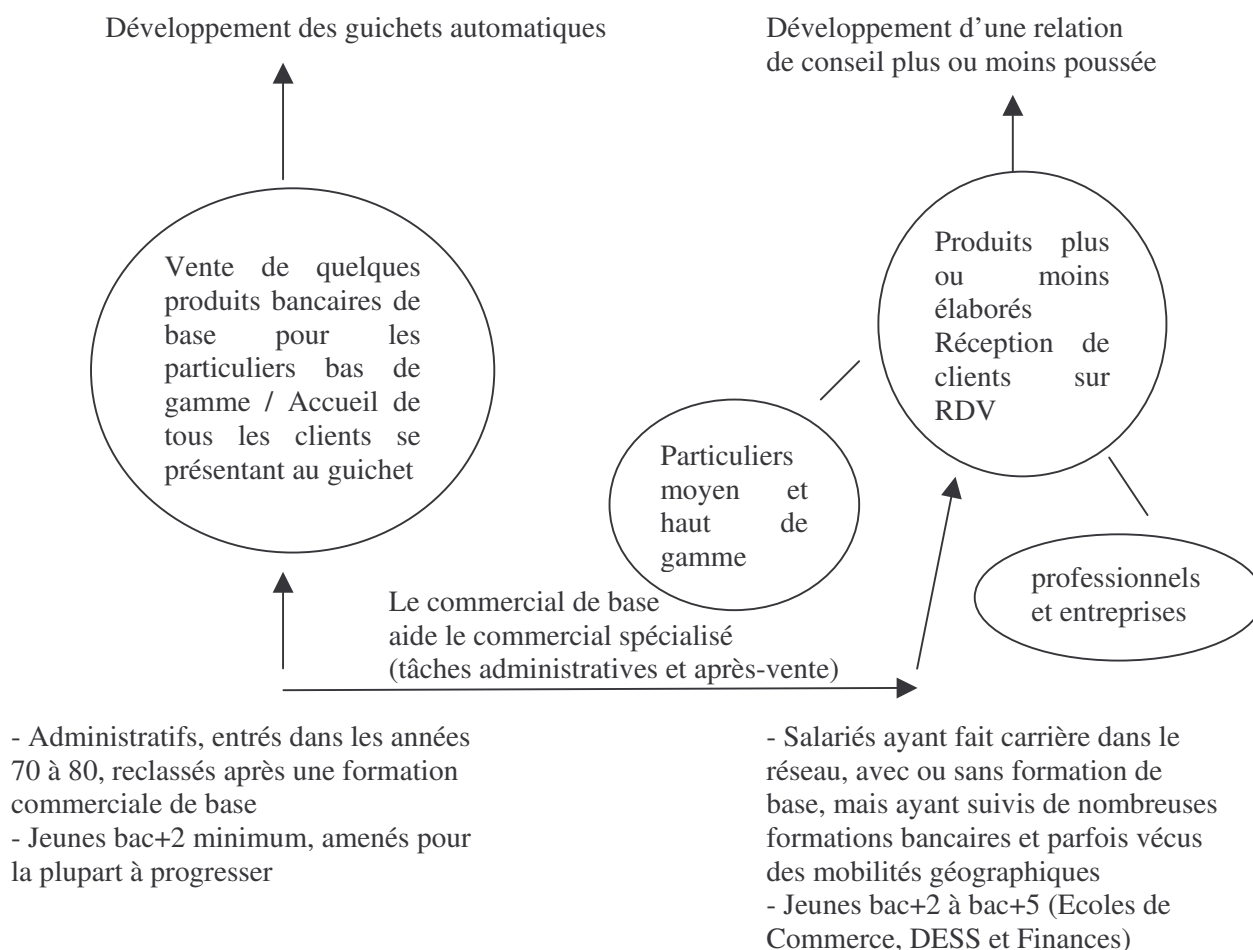 Développement des guichets automatiques
Développement d'une relation
de conseil plus ou moins poussée
Vente de quelques
produits bancaires de
base pour les
particuliers bas de
gamme / Accueil de
tous les clients se
présentant au guichet
Produits plus
ou moins
élaborés
Réception de
clients sur
RDV
Particuliers
moyen et
haut de
gamme
professionnels
et entreprises
Le commercial de base
aide le commercial spécialisé
(tâches administratives et après-vente)
- Administratifs, entrés dans les années
70 à 80, reclassés après une formation
commerciale de base
- Jeunes bac+2 minimum, amenés pour
la plupart à progresser
- Salariés ayant fait carrière dans le
réseau, avec ou sans formation de
base, mais ayant suivis de nombreuses
formations bancaires et parfois vécus
des mobilités géographiques
- Jeunes bac+2 à bac+5 (Ecoles de
Commerce, DESS et Finances)